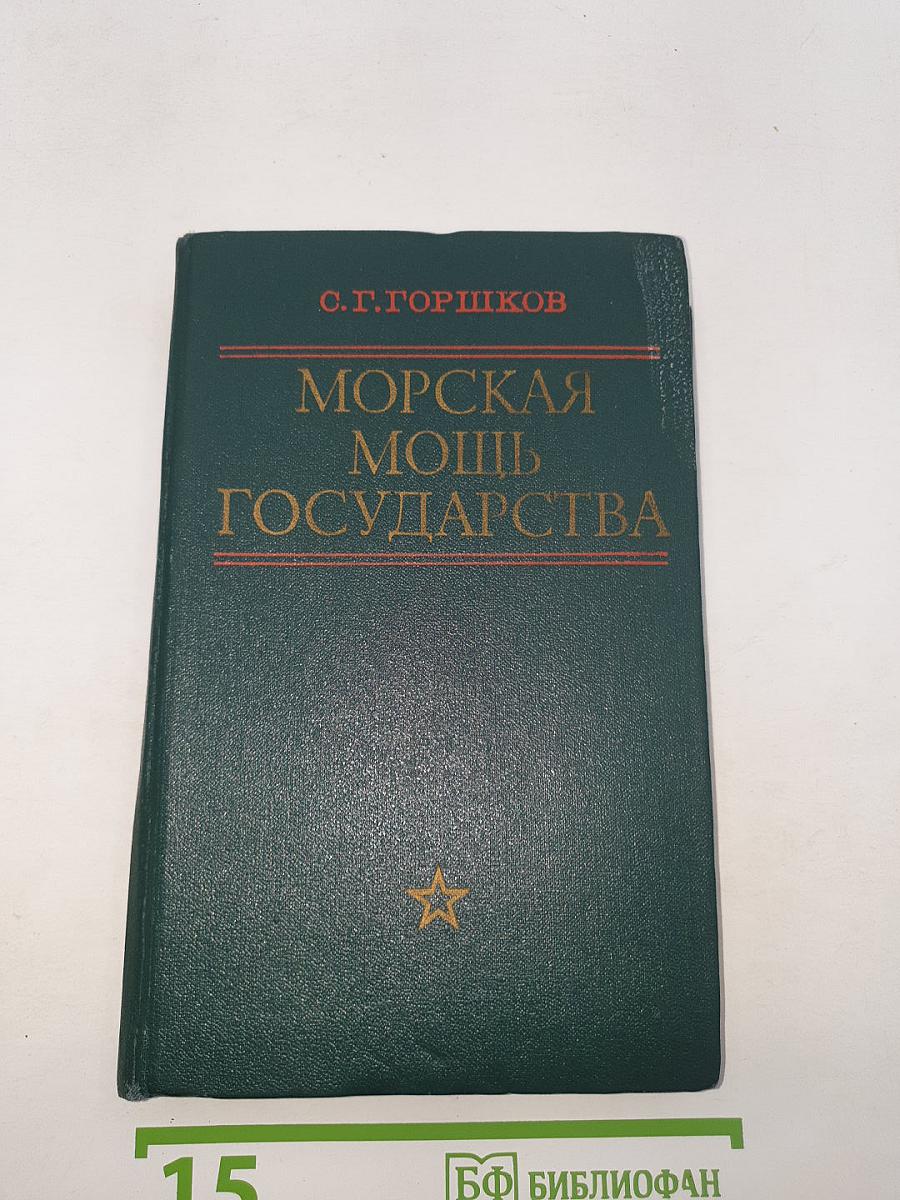 С.Г.ГОРШКОВ
МОРСКАЯ
МОЩЬ
ГОСУДАРСТВА
15
БФ БИБЛИОФАН